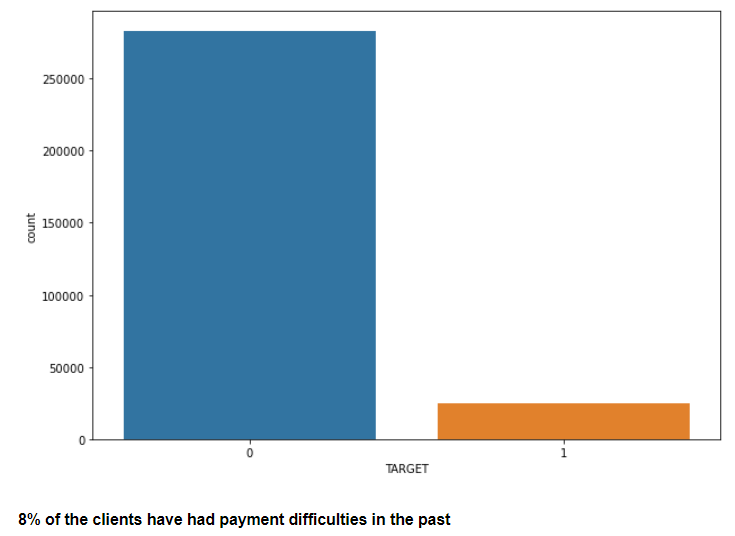 250000
200000
150000
100000
50000
0
count
0 1
TARGET
8% of the clients have had payment difficulties in the past